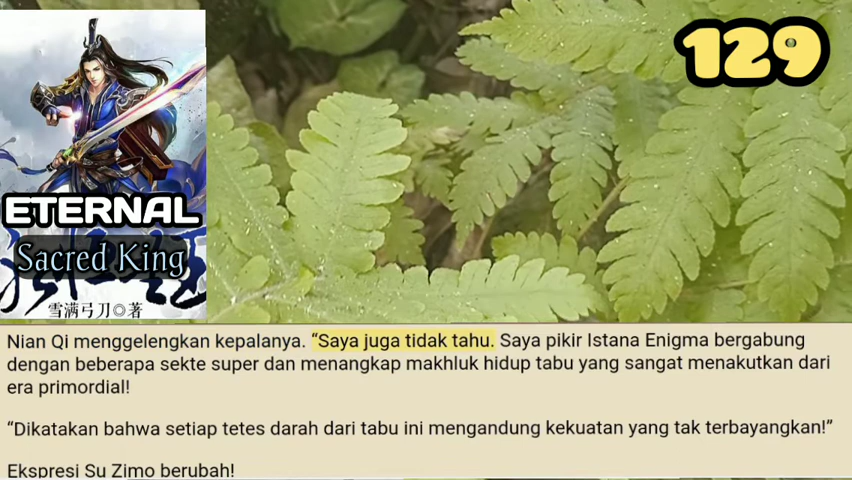 129
ETERNAL
Sacred King
雪满弓刀◎著
Nian Qi menggelengkan kepalanya. “Saya juga tidak tahu. Saya pikir Istana Enigma bergabung
dengan beberapa sekte super dan menangkap makhluk hidup tabu yang sangat menakutkan dari
era primordial!
“Dikatakan bahwa setiap tetes darah dari tabu ini mengandung kekuatan yang tak terbayangkan!”
Ekspresi Su Zimo berubah!